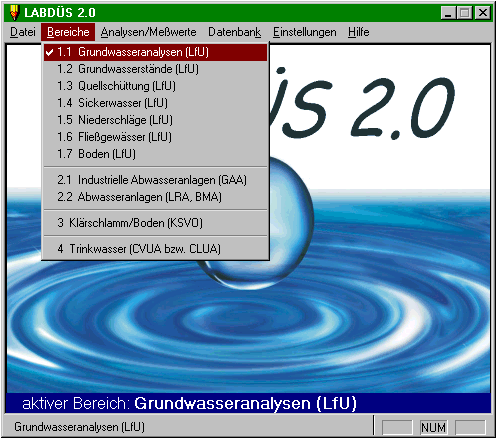 LABDÜS 2.0
Datei Bereiche Analysen/Meßwerte Datenbank Einstellungen Hilfe
1.1 Grundwasseranalysen (LfU)
1.2 Grundwasserstände (LfU)
1.3 Quellschüttung (LfU)
1.4 Sickerwasser (LfU)
1.5 Niederschläge (LfU)
1.6 Fließgewässer (LfU)
1.7 Boden (LfU)
2.1 Industrielle Abwasseranlagen (GAA)
2.2 Abwasseranlagen (LRA, BMA)
3 Klärschlamm/Boden (KSVO)
4 Trinkwasser (CVUA bzw. CLUA)
ÜS 2.0
aktiver Bereich: Grundwasseranalysen (LfU)
Grundwasseranalysen (LfU) NUM